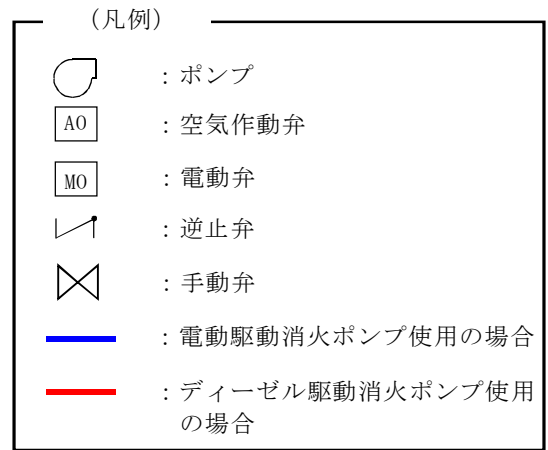 (凡例)
：ポンプ
AO ：空気作動弁
MO ：電動弁
：逆止弁
：手動弁
：電動駆動消火ポンプ使用の場合
：ディーゼル駆動消火ポンプ使用
の場合